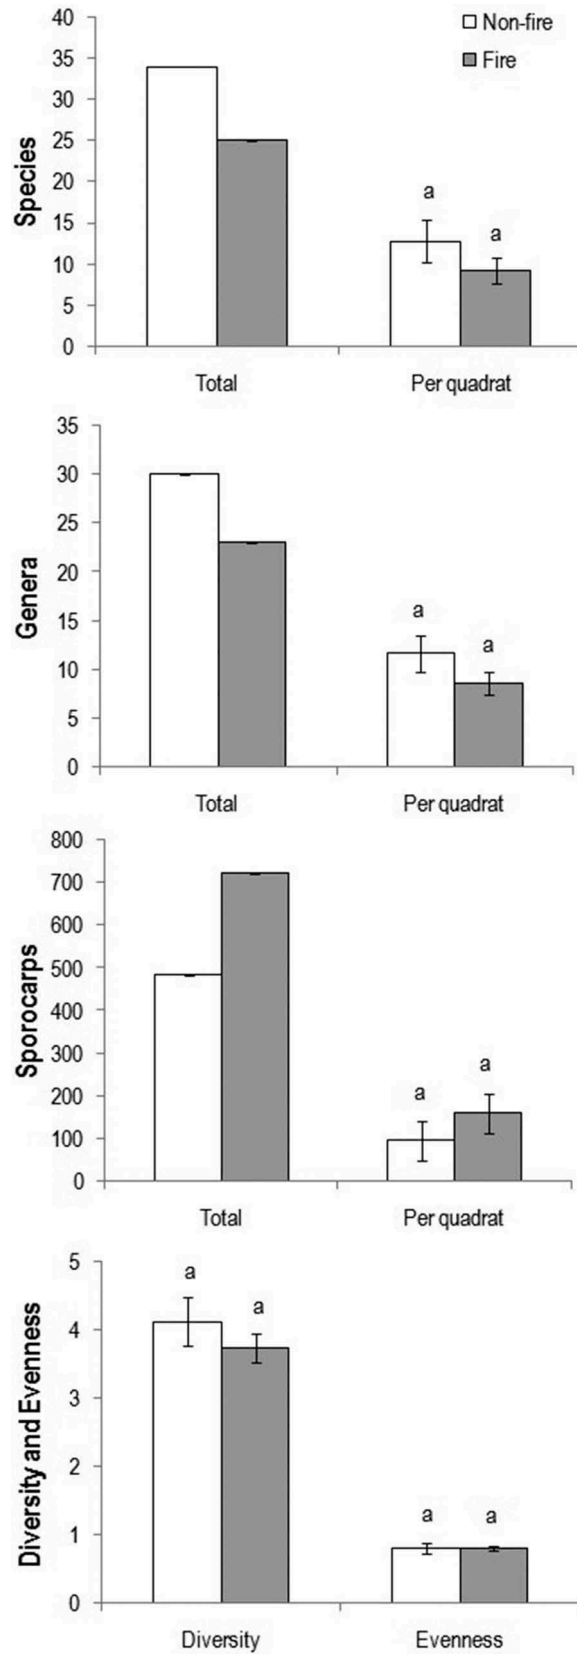 Non-fire
Fire
Species
40
35
30
25
20
15
10
5
0
a
a
Total Per quadrat
Genera
35
30
25
20
15
10
5
0
a
a
Total Per quadrat
Sporocarps
800
700
600
500
400
300
200
100
0
a
a
Total Per quadrat
Diversity and Evenness
5
4
3
2
1
0
a
a
a
a
Diversity Evenness